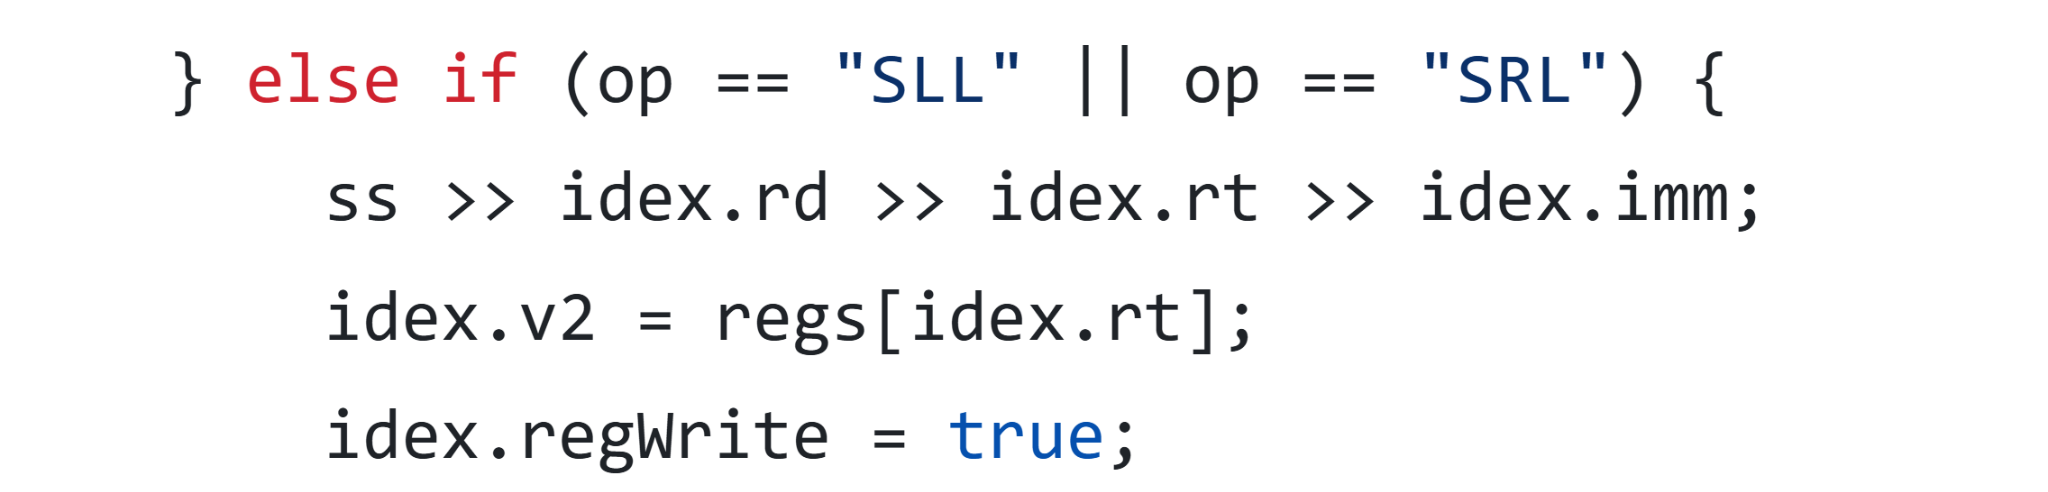 } else if (op == "SLL" || op == "SRL") {
ss >> idex.rd >> idex.rt >> idex.imm;
idex.v2 = regs[idex.rt];
idex.regWrite = true;